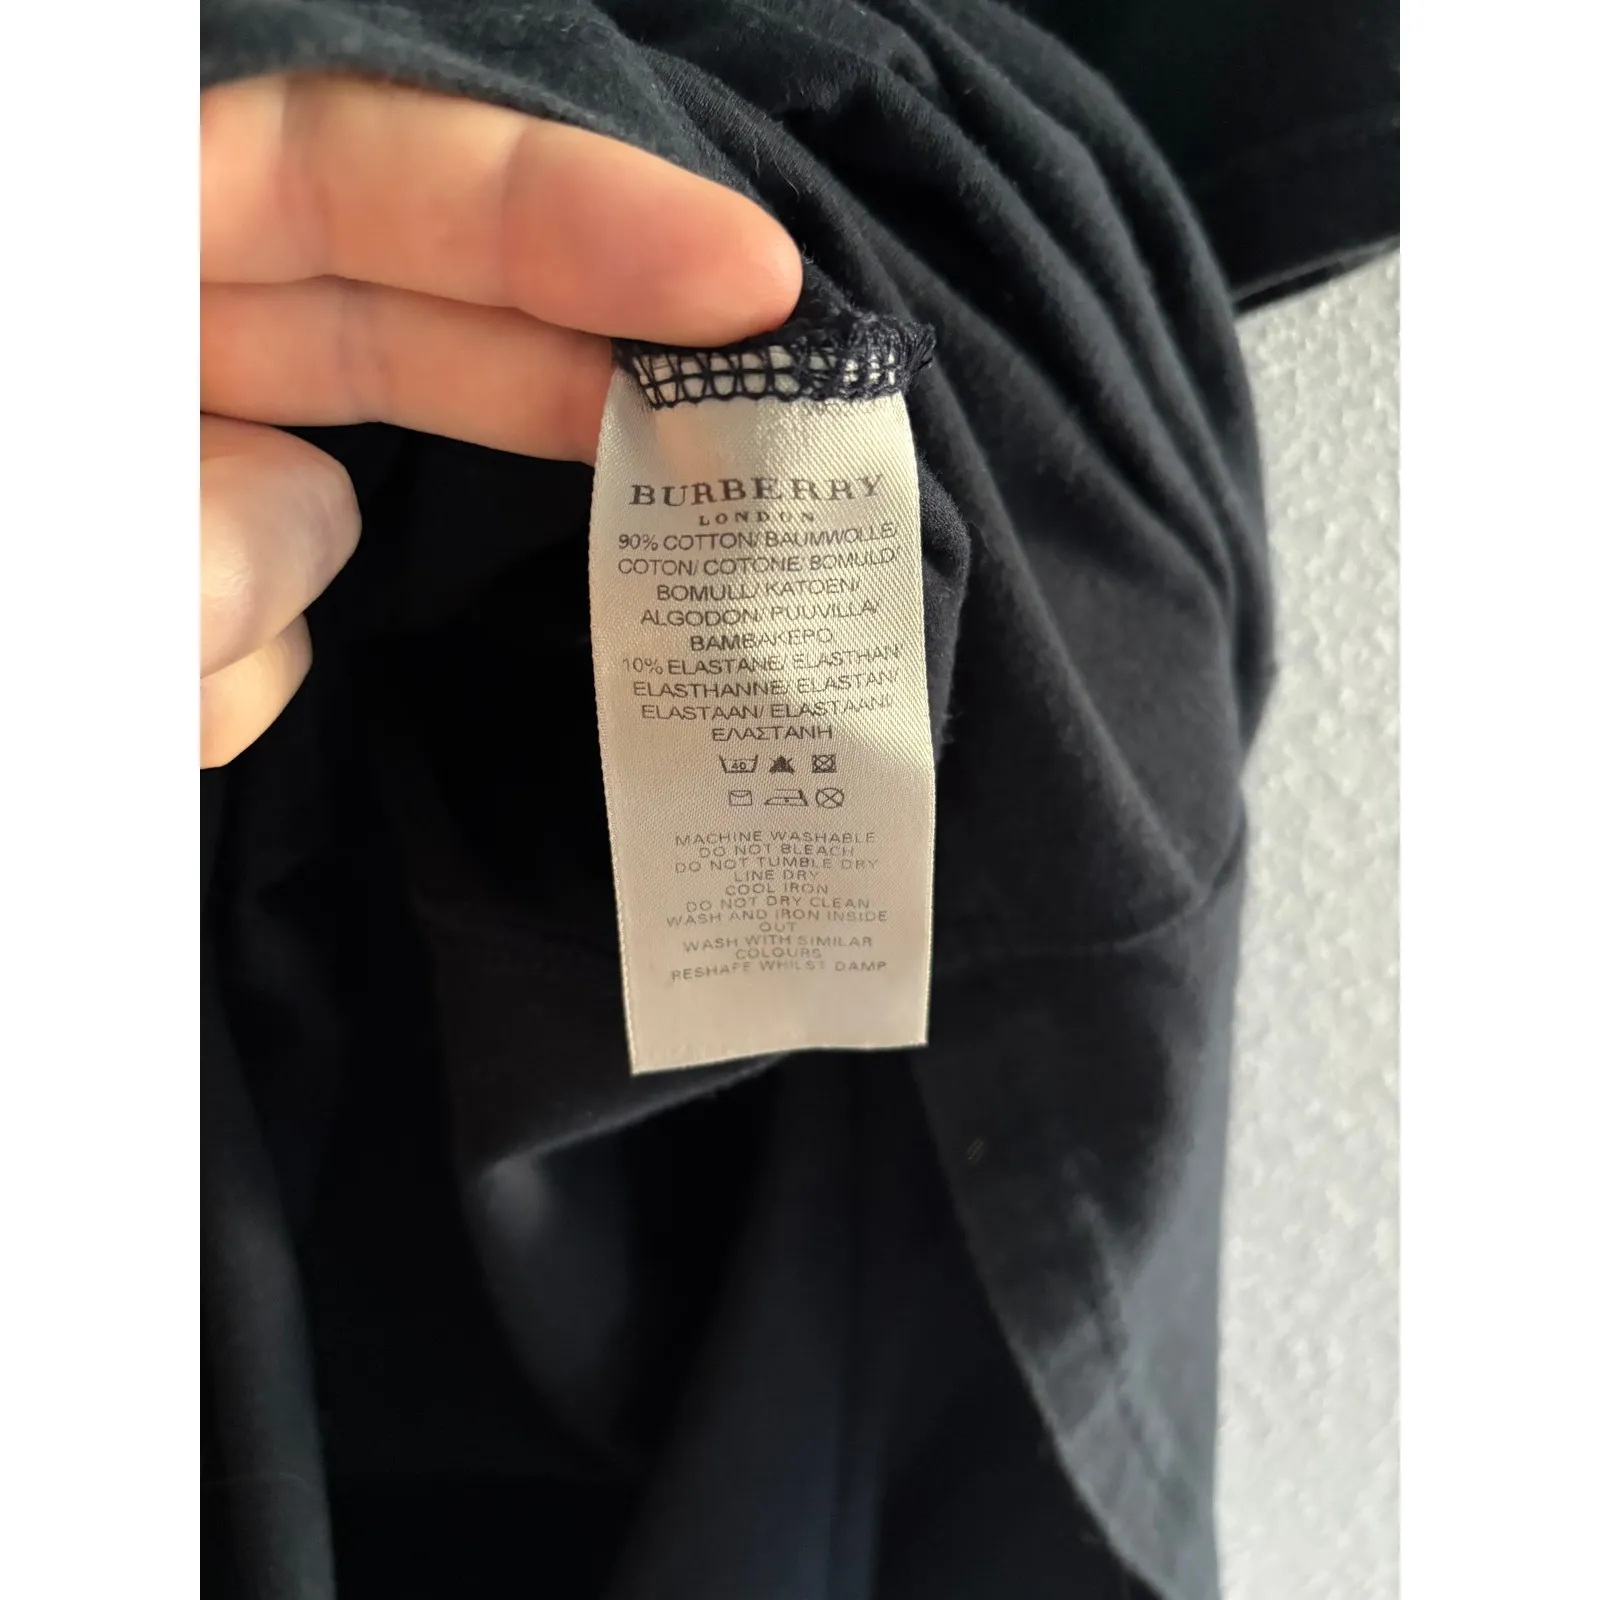 BURBERRY
LONDON
90% COTTON/ BAUMWOLLE/
COTON/ COTONE BOMULD/
BOMULL/ KATOEN/
ALGODON/ PUUVILLA/
BAMBAKEPO
10% ELASTANE/ ELASTHAN/
ELASTHANNE/ ELASTAN/
ELASTAAN/ ELASTAANI/
ΕΛΑΣΤΑΝΗ
40
MACHINE WASHABLE
DO NOT BLEACH
DO NOT TUMBLE DRY
LINE DRY
COOL IRON
DO NOT DRY CLEAN
WASH AND IRON INSIDE
OUT
WASH WITH SIMILAR
COLOURS
RESHAPE WHILST DAMP